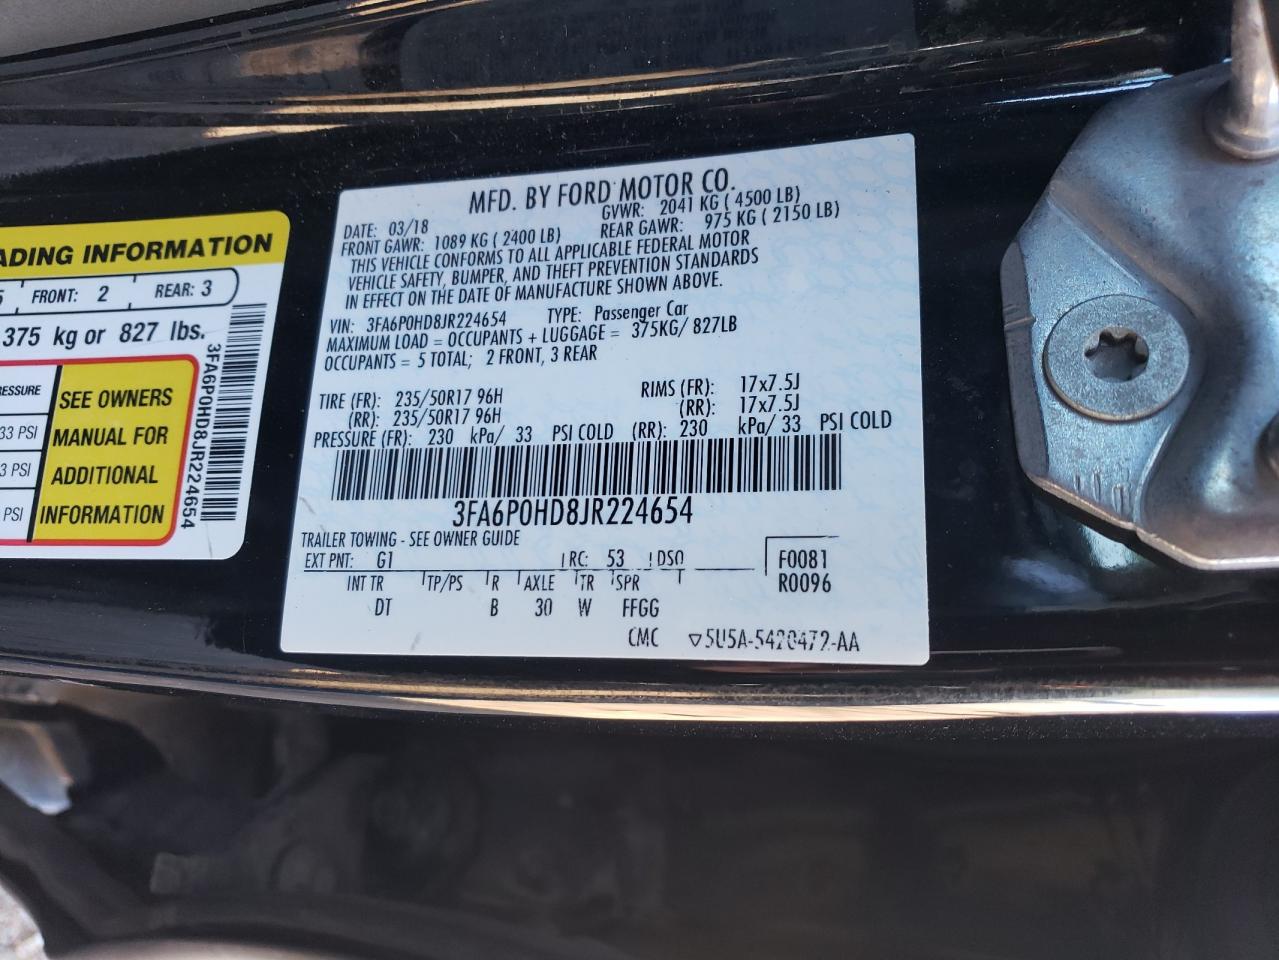 ADING INFORMATION
FRONT: 2
REAR: 3
375 kg or 827 lbs.
33 PSI
PSI
SEE OWNERS
MANUAL FOR
ADDITIONAL
INFORMATION
3FA6P0HD8JR224654
MFD. BY FORD MOTOR CO.
DATE: 03/18 GVWR: 2041 KG ( 4500 LB)
FRONT GAWR: 1089 KG ( 2400 LB) REAR GAWR: 975 KG ( 2150 LB)
THIS VEHICLE CONFORMS TO ALL APPLICABLE FEDERAL MOTOR
VEHICLE SAFETY, BUMPER, AND THEFT PREVENTION STANDARDS
IN EFFECT ON THE DATE OF MANUFACTURE SHOWN ABOVE.
VIN: 3FA6P0HD8JR224654 TYPE: Passenger Car
MAXIMUM LOAD = OCCUPANTS + LUGGAGE = 375KG/ 827LB
OCCUPANTS = 5 TOTAL; 2 FRONT, 3 REAR
TIRE (FR): 235/50R17 96H RIMS (FR): 17x7.5J
(RR): 235/50R17 96H (RR): 17x7.5J
PRESSURE (FR): 230 kPa/ 33 PSI COLD (RR): 230 kPa/ 33 PSI COLD
3FA6P0HD8JR224654
TRAILER TOWING - SEE OWNER GUIDE
EXT PNT: G1 RC: 53 DSO
F0081
R0096
INT TR TP/PS R AXLE TR SPR
DT B 30 W FFGG
CMC ▽5U5A-5420472-AA